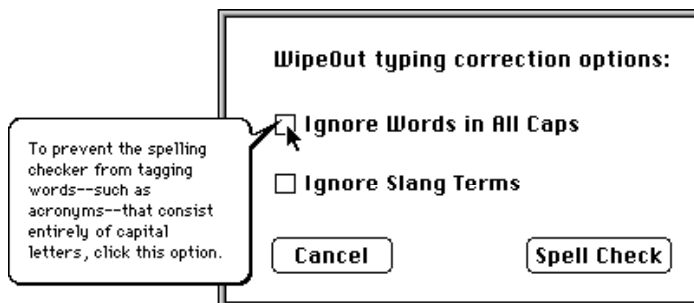 WipeOut typing correction options:
Ignore Words in All Caps
To prevent the spelling
checker from tagging
words--such as
acronyms--that consist
entirely of capital
letters, click this option.
Ignore Slang Terms
Cancel
Spell Check